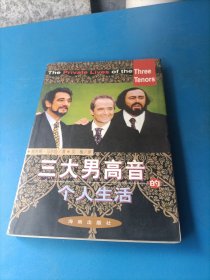 The Private Lives of the Three
Tenors
三大男高音的
个人生活
海南出版社